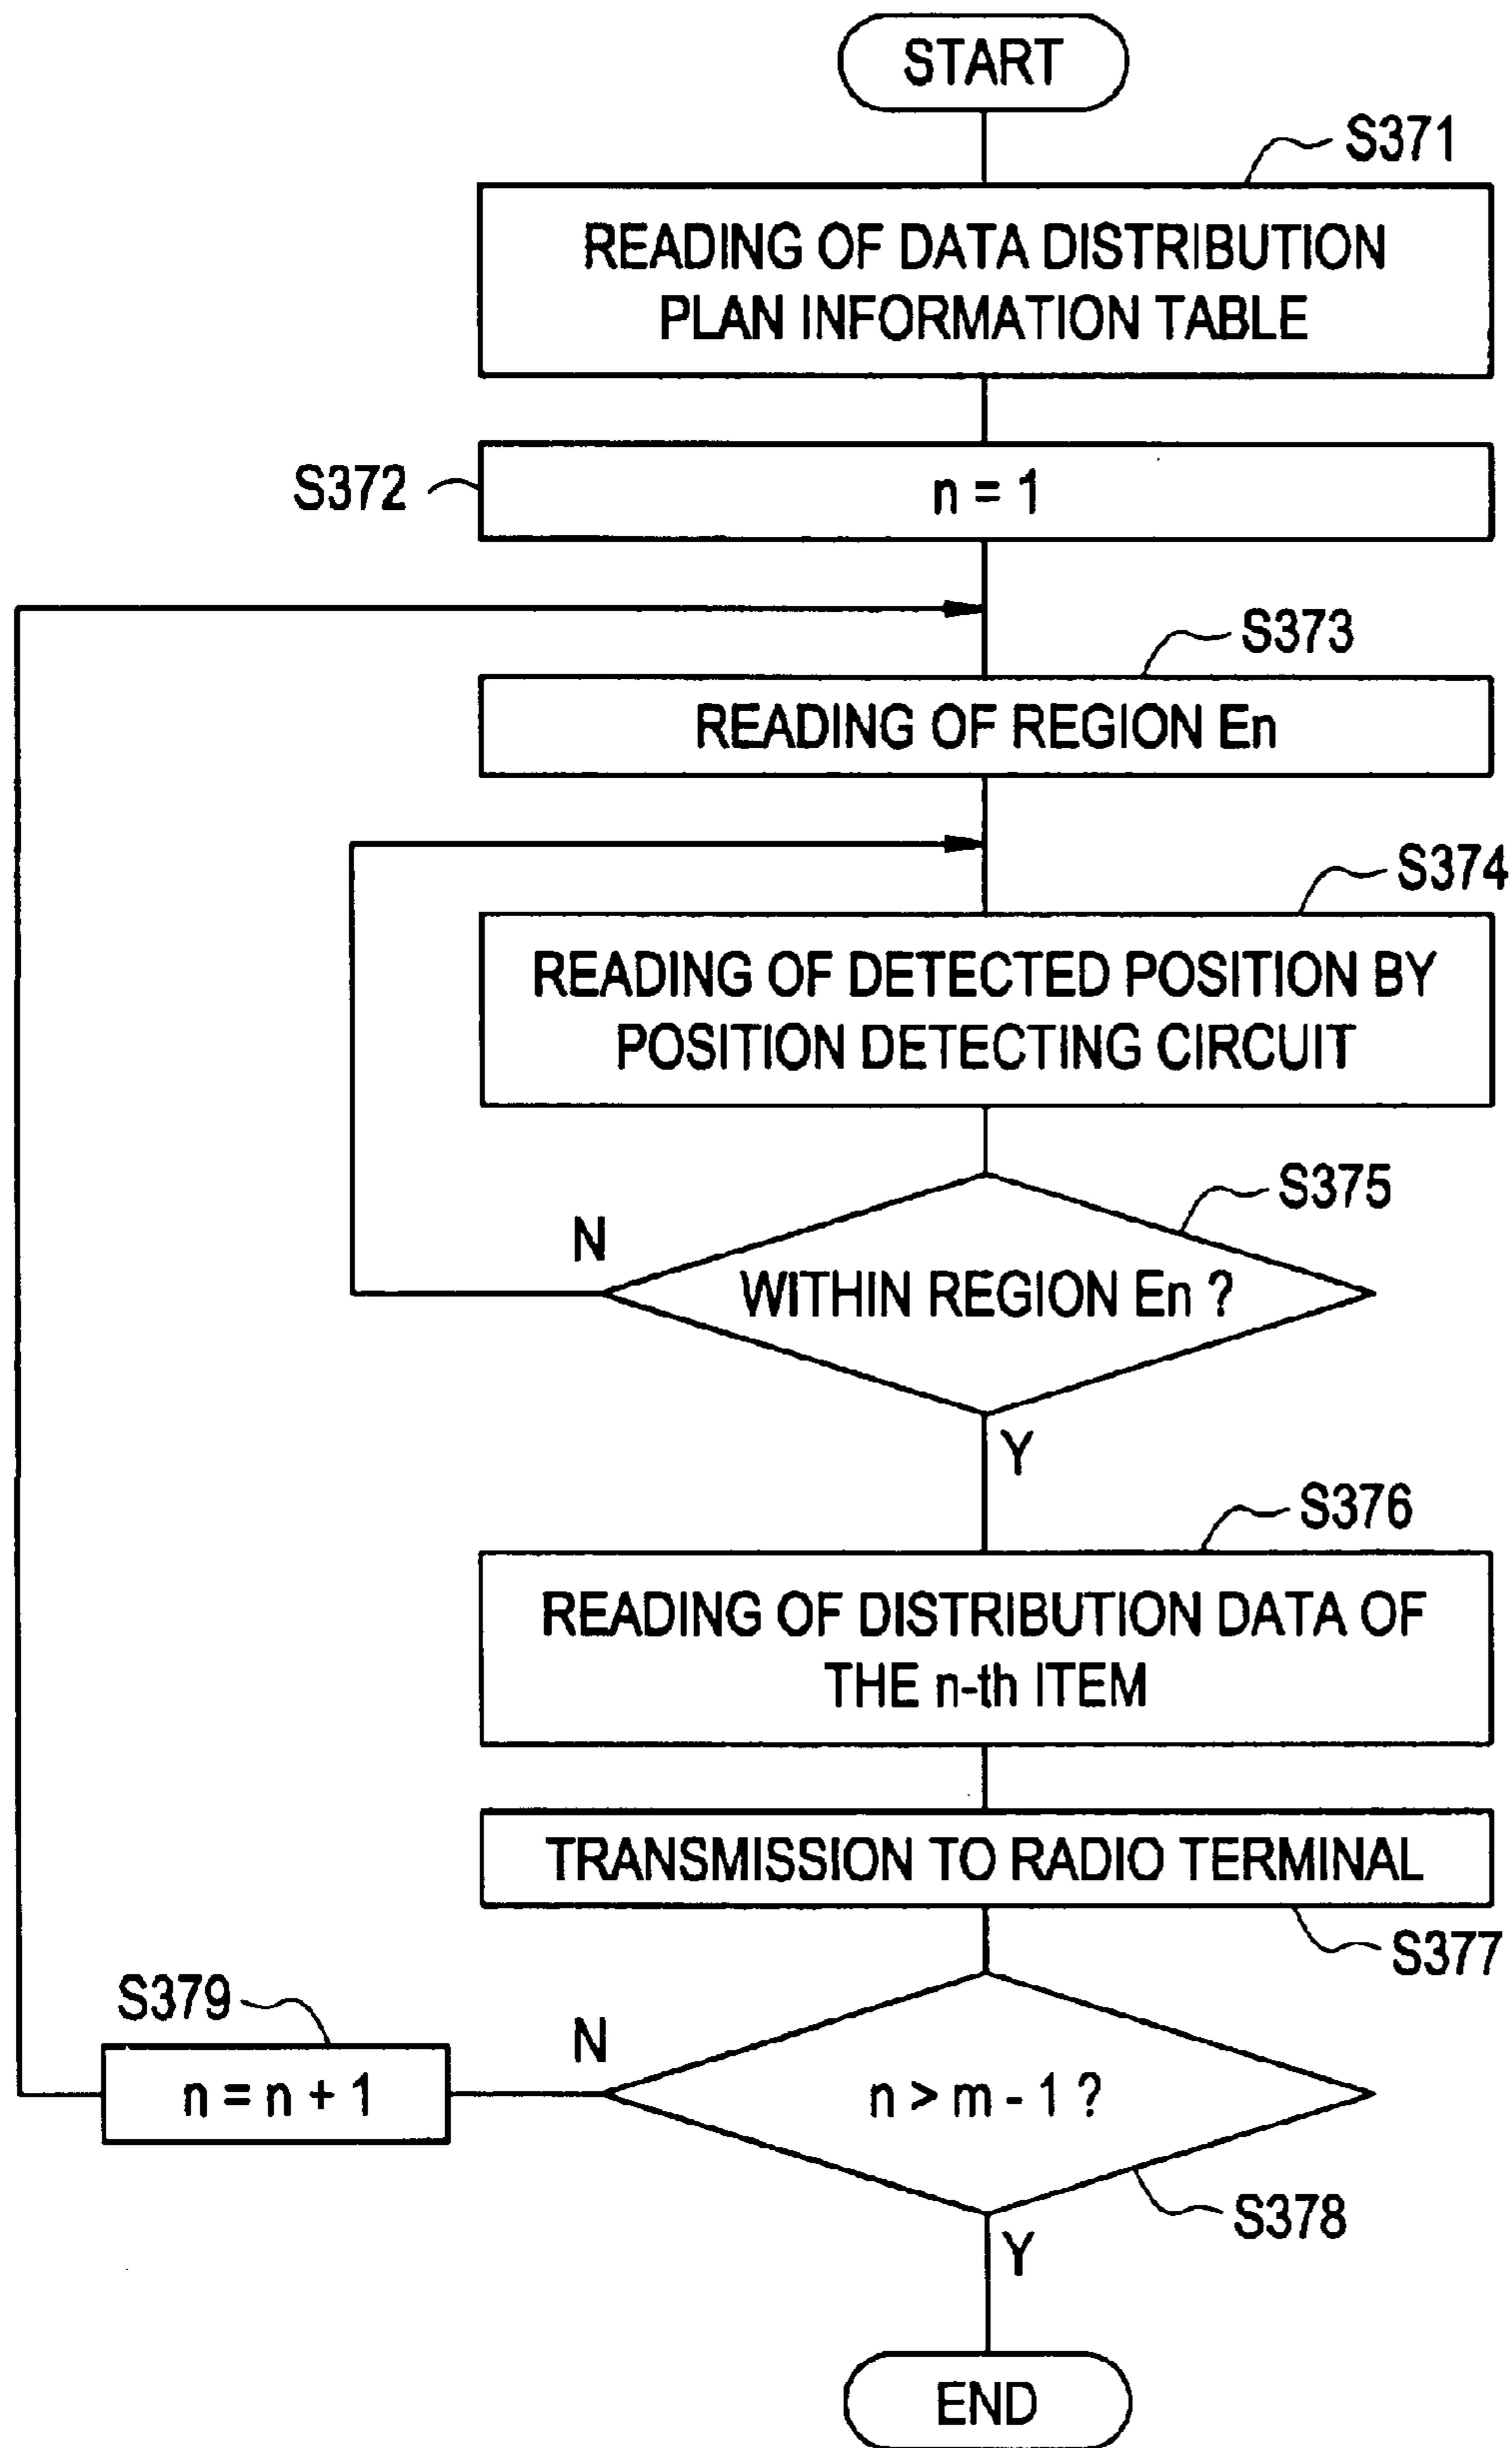 START
S371
READING OF DATA DISTRIBUTION
PLAN INFORMATION TABLE
S372
n = 1
S373
READING OF REGION En
S374
READING OF DETECTED POSITION BY
POSITION DETECTING CIRCUIT
S375
N
WITHIN REGION En ?
Y
S376
READING OF DISTRIBUTION DATA OF
THE n-th ITEM
TRANSMISSION TO RADIO TERMINAL
S377
S379
N
n = n + 1
n > m - 1 ?
S378
Y
END